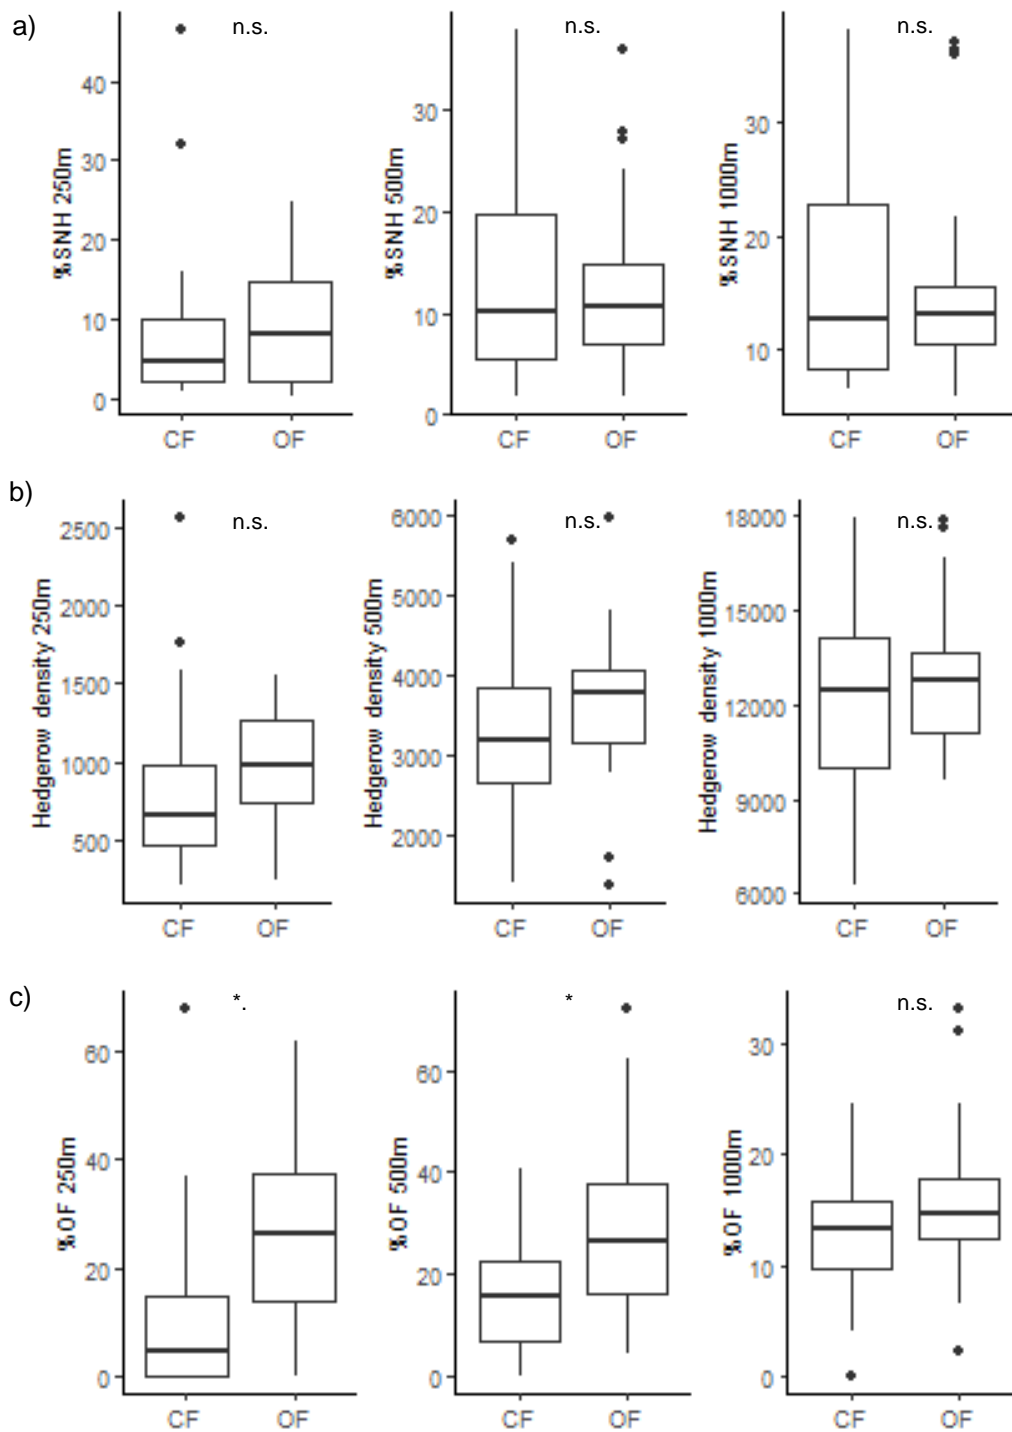 a)
n.s.
n.s.
n.s.
%SNH 250m
40
30
20
10
0
CF
OF
%SNH 500m
30
20
10
0
CF
OF
%SNH 1000m
30
20
10
CF
OF
b)
n.s.
n.s.
n.s.
Hedgerow density 250m
2500
2000
1500
1000
500
CF
OF
Hedgerow density 500m
6000
5000
4000
3000
2000
CF
OF
Hedgerow density 1000m
18000
15000
12000
9000
6000
CF
OF
c)
*.
*
n.s.
%OF 250m
60
40
20
0
CF
OF
%OF 500m
60
40
20
0
CF
OF
%OF 1000m
30
20
10
0
CF
OF